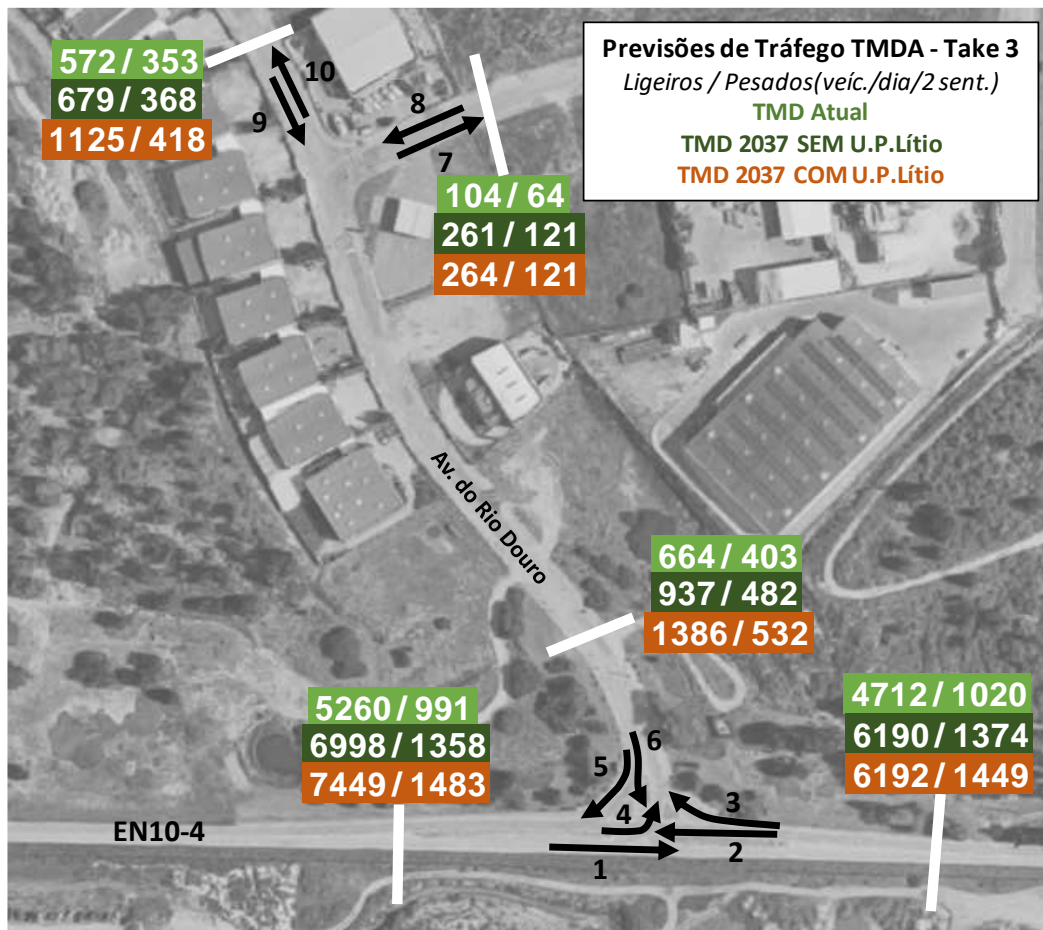 Previsões de Tráfego TMDA - Take 3
Ligeiros / Pesados(veíc./dia/2 sent.)
TMD Atual
TMD 2037 SEM U.P.Lítio
TMD 2037 COM U.P.Lítio
572 / 353
679 / 368
1125 / 418
10
9
8
7
104 / 64
261 / 121
264 / 121
Av. do Rio Douro
664 / 403
937 / 482
1386 / 532
5260 / 991
6998 / 1358
7449 / 1483
4712 / 1020
6190 / 1374
6192 / 1449
6
5
4
3
EN10-4
1
2